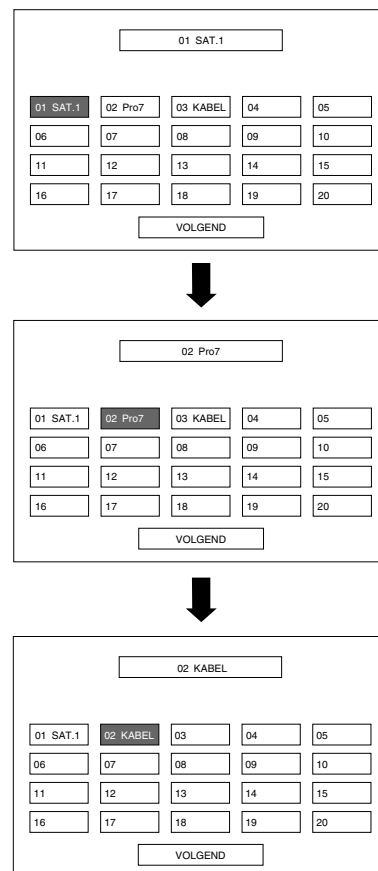 01 SAT.1
01 SAT.1 02 Pro7 03 KABEL 04 05
06 07 08 09 10
11 12 13 14 15
16 17 18 19 20
VOLGEND
02 Pro7
01 SAT.1 02 Pro7 03 KABEL 04 05
06 07 08 09 10
11 12 13 14 15
16 17 18 19 20
VOLGEND
02 KABEL
01 SAT.1 02 KABEL 03 04 05
06 07 08 09 10
11 12 13 14 15
16 17 18 19 20
VOLGEND